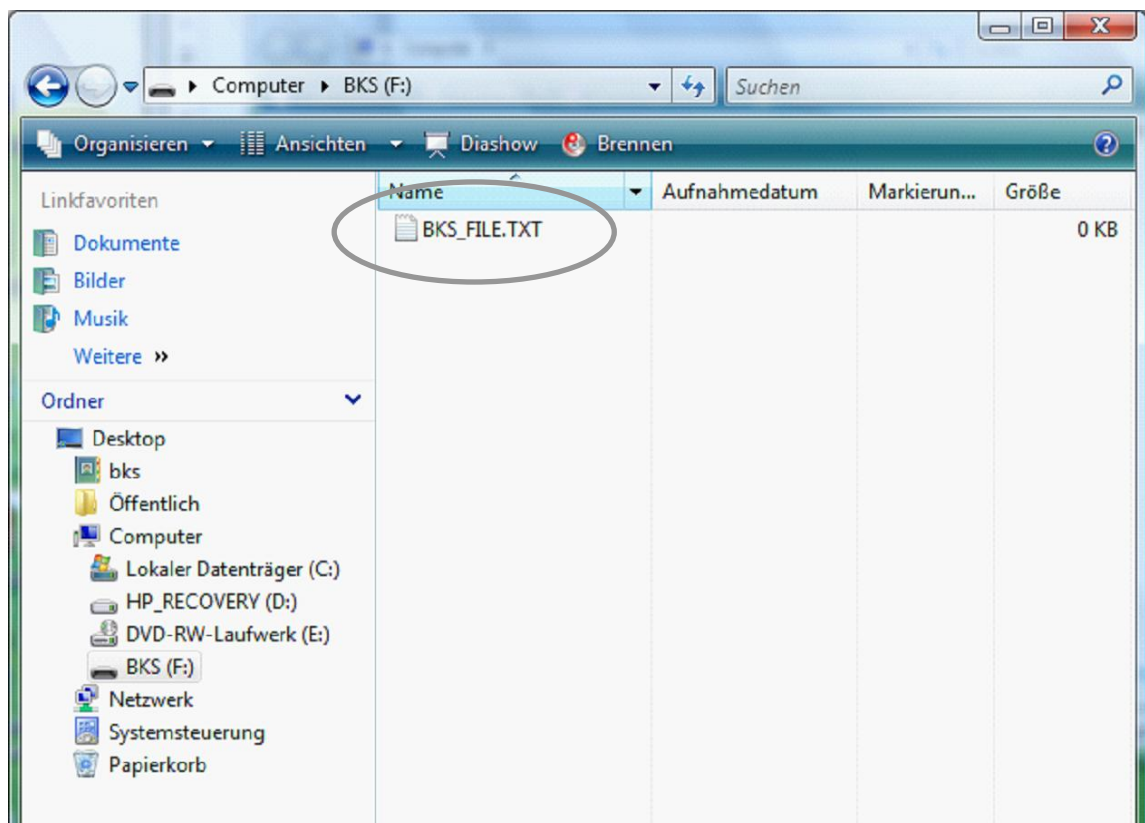 Computer ▸ BKS (F:)
Suchen
Organisieren Ansichten Diashow Brennen
Linkfavoriten
Dokumente
Bilder
Musik
Weitere »
Ordner
Desktop
bks
Öffentlich
Computer
Lokaler Datenträger (C:)
HP_RECOVERY (D:)
DVD-RW-Laufwerk (E:)
BKS (F:)
Netzwerk
Systemsteuerung
Papierkorb
Name Aufnahmedatum Markierun... Größe
BKS_FILE.TXT 0 KB